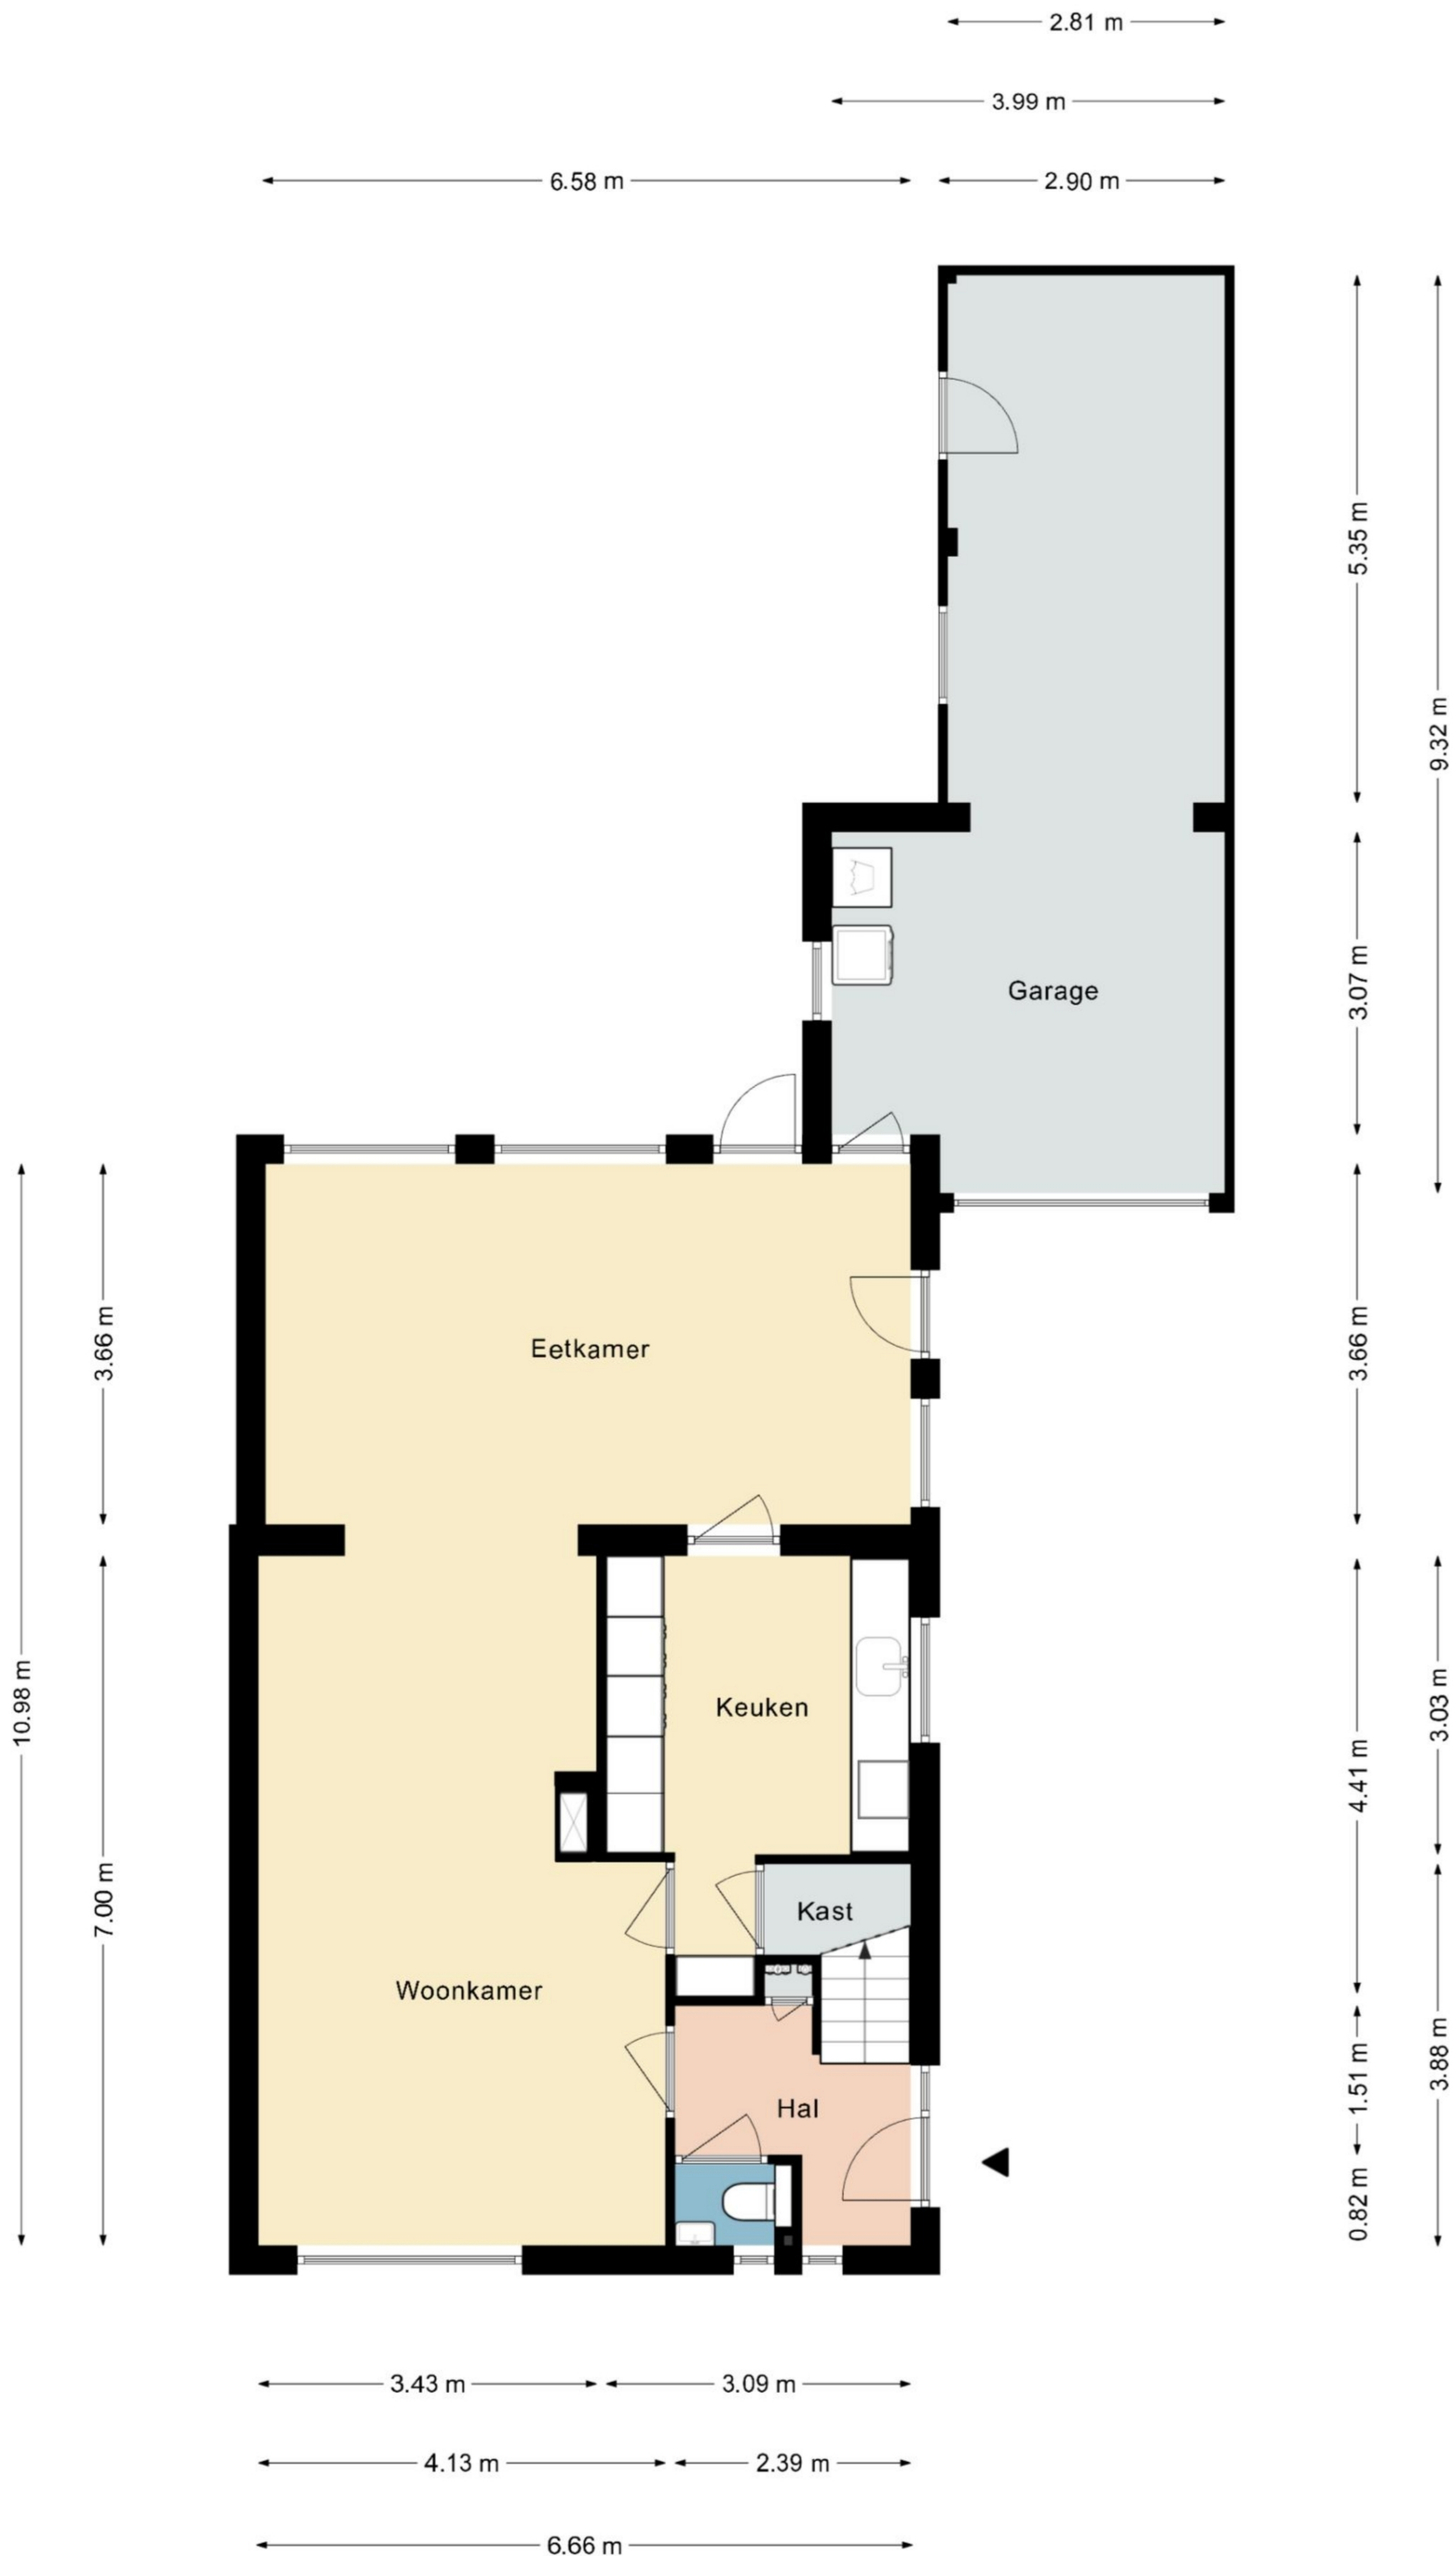 2.81 m
3.99 m
6.58 m
2.90 m
5.35 m
9.32 m
3.07 m
Garage
3.66 m
3.66 m
Eetkamer
10.98 m
3.03 m
Keuken
4.41 m
7.00 m
Kast
Woonkamer
3.88 m
1.51 m
Hal
0.82 m
3.43 m
3.09 m
4.13 m
2.39 m
6.66 m